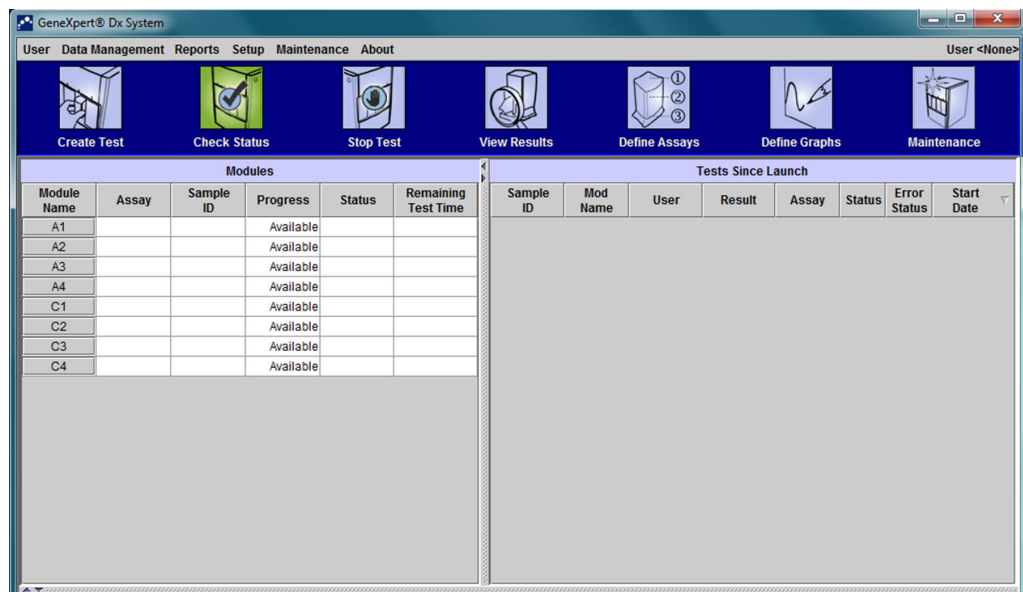 GeneXpert® Dx System
User Data Management Reports Setup Maintenance About User <None>
Create Test Check Status Stop Test View Results Define Assays Define Graphs Maintenance
1
2
3
Modules
Module Name Assay Sample ID Progress Status Remaining Test Time
A1 Available
A2 Available
A3 Available
A4 Available
C1 Available
C2 Available
C3 Available
C4 Available
Tests Since Launch
Sample ID Mod Name User Result Assay Status Error Status Start Date